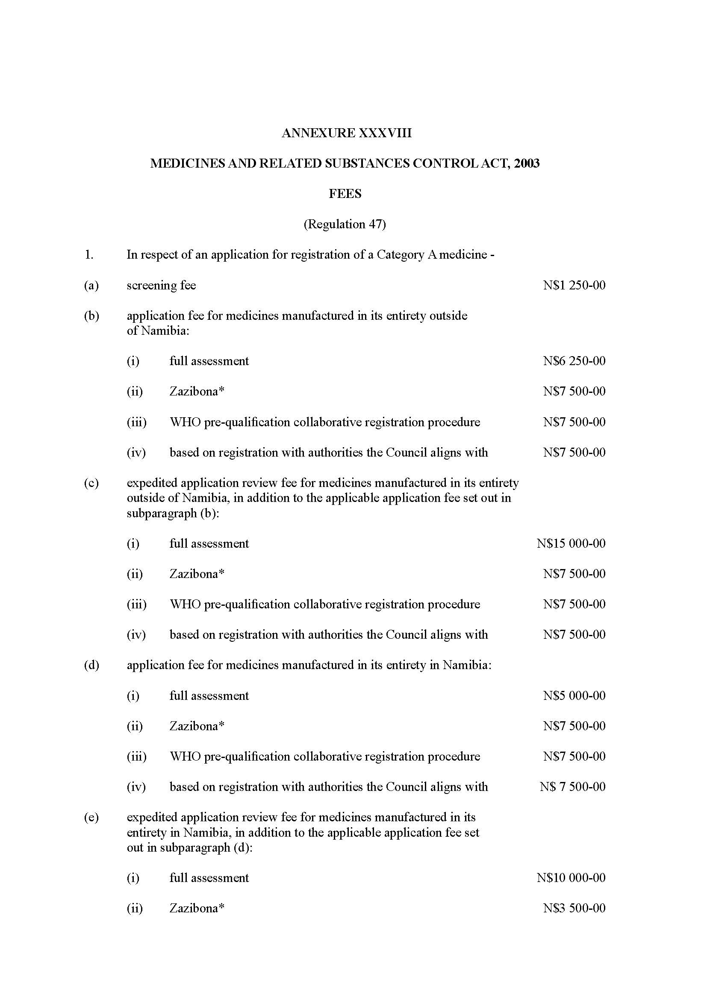 ANNEXURE XXXVIII
MEDICINES AND RELATED SUBSTANCES CONTROL ACT, 2003
FEES
(Regulation 47)
1. In respect of an application for registration of a Category A medicine -
(a) screening fee N$1 250-00
(b) application fee for medicines manufactured in its entirety outside
of Namibia:
(i) full assessment N$6 250-00
(ii) Zazibona* N$7 500-00
(iii) WHO pre-qualification collaborative registration procedure N$7 500-00
(iv) based on registration with authorities the Council aligns with N$7 500-00
(c) expedited application review fee for medicines manufactured in its entirety
outside of Namibia, in addition to the applicable application fee set out in
subparagraph (b):
(i) full assessment N$15 000-00
(ii) Zazibona* N$7 500-00
(iii) WHO pre-qualification collaborative registration procedure N$7 500-00
(iv) based on registration with authorities the Council aligns with N$7 500-00
(d) application fee for medicines manufactured in its entirety in Namibia:
(i) full assessment N$5 000-00
(ii) Zazibona* N$7 500-00
(iii) WHO pre-qualification collaborative registration procedure N$7 500-00
(iv) based on registration with authorities the Council aligns with N$ 7 500-00
(e) expedited application review fee for medicines manufactured in its
entirety in Namibia, in addition to the applicable application fee set
out in subparagraph (d):
(i) full assessment N$10 000-00
(ii) Zazibona* N$3 500-00